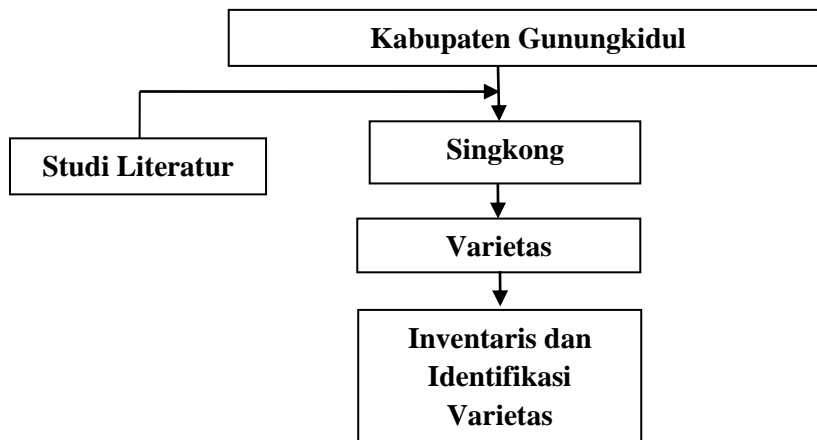 Kabupaten Gunungkidul
Studi Literatur
Singkong
Varietas
Inventaris dan
Identifikasi
Varietas